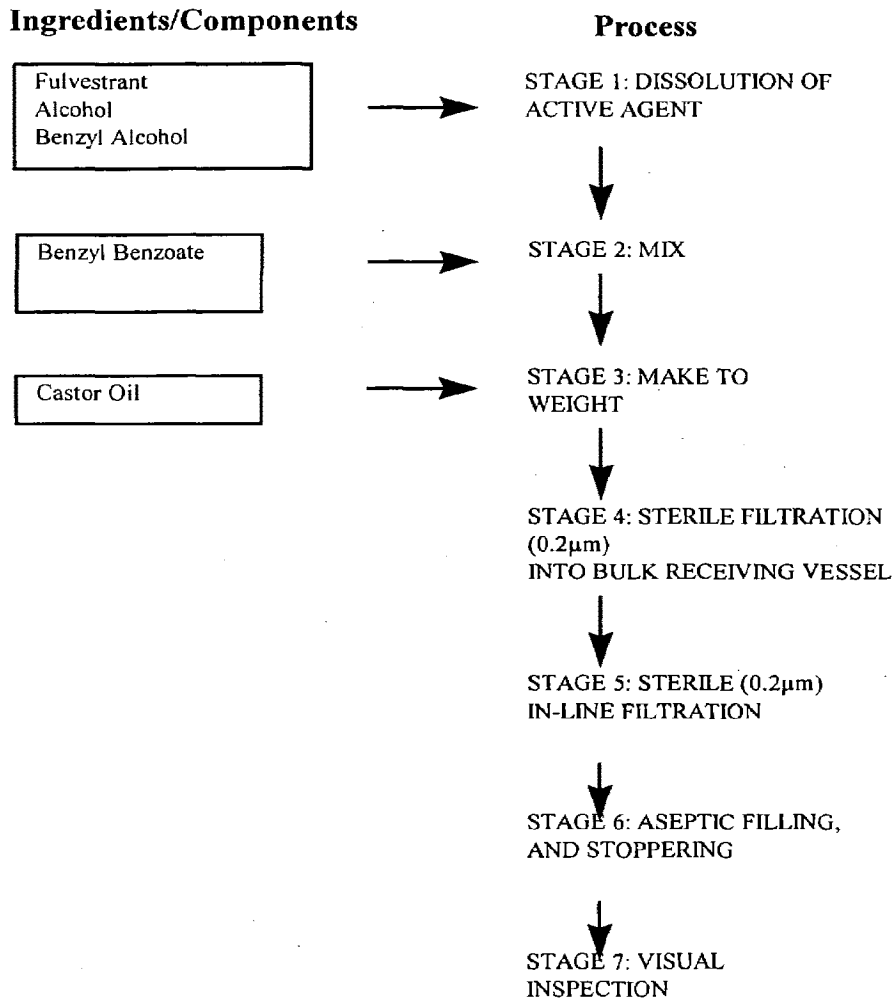 Ingredients/Components
Process
Fulvestrant
Alcohol
Benzyl Alcohol
STAGE 1: DISSOLUTION OF
ACTIVE AGENT
Benzyl Benzoate
STAGE 2: MIX
Castor Oil
STAGE 3: MAKE TO
WEIGHT
STAGE 4: STERILE FILTRATION
(0.2μm)
INTO BULK RECEIVING VESSEL
STAGE 5: STERILE (0.2μm)
IN-LINE FILTRATION
STAGE 6: ASEPTIC FILLING,
AND STOPPERING
STAGE 7: VISUAL
INSPECTION